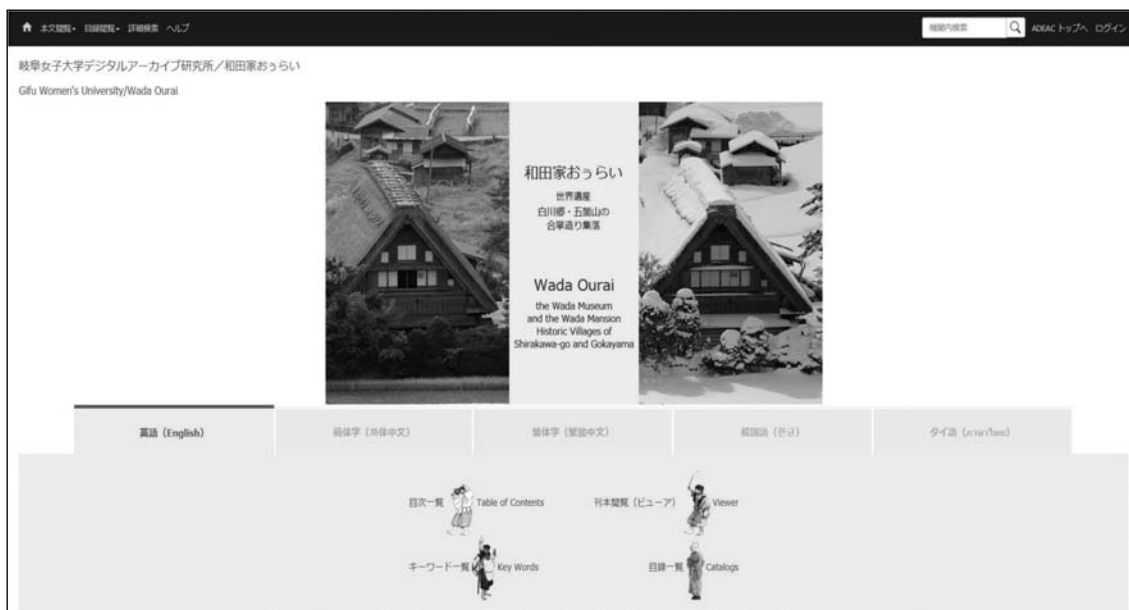 本文閲覧 目録閲覧 詳細検索 ヘルプ
機関内検索
ADEAC トップへ ログイン
岐阜女子大学デジタルアーカイブ研究所／和田家おぅらい
Gifu Women's University/Wada Ourai
和田家おぅらい
世界遺産
白川郷・五箇山の
合掌造り集落
Wada Ourai
the Wada Museum
and the Wada Mansion
Historic Villages of
Shirakawa-go and Gokayama
英語 (English)
簡体字 (简体中文)
繁体字 (繁體中文)
韓国語 (한글)
タイ語 (ภาษาไทย)
目次一覧 Table of Contents
刊本閲覧 (ビューア) Viewer
キーワード一覧 Key Words
目録一覧 Catalogs